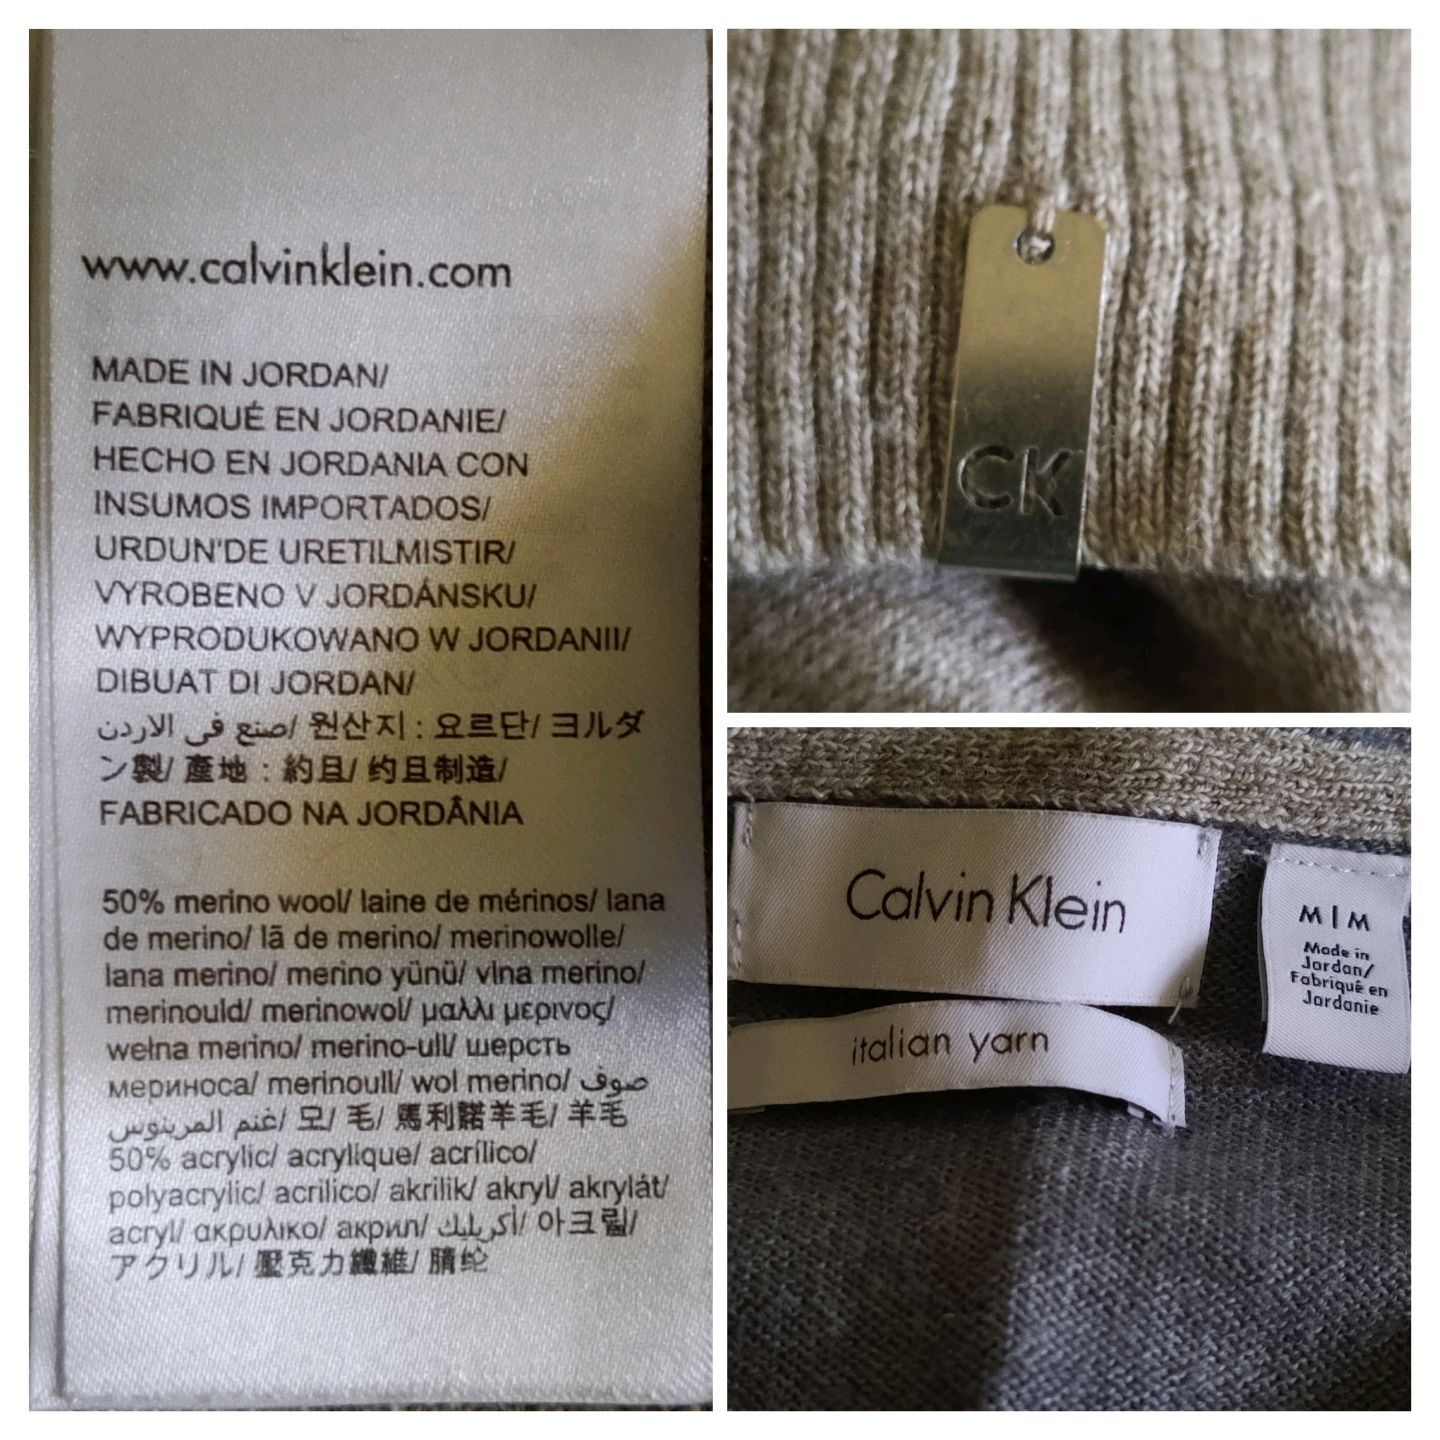 www.calvinklein.com
MADE IN JORDAN/
FABRIQUÉ EN JORDANIE/
HECHO EN JORDANIA CON
INSUMOS IMPORTADOS/
URDUN'DE URETILMISTIR/
VYROBENO V JORDÁNSKU/
WYPRODUKOWANO W JORDANII/
DIBUAT DI JORDAN/
صنع في الاردن/ 원산지 : 요르단/ ヨルダ
ン製/ 產地 : 約旦/ 约旦制造/
FABRICADO NA JORDÂNIA
50% merino wool/ laine de mérinos/ lana
de merino/ lã de merino/ merinowolle/
lana merino/ merino yünü/ vlna merino/
merinould/ merinowol/ μαλλι μερινος/
wełna merino/ merino-ull/ шерсть
мериноса/ merinoull/ wol merino/ صوف
غنم المرينوس/ 모/ 毛/ 馬利諾羊毛/ 羊毛
50% acrylic/ acrylique/ acrílico/
polyacrylic/ acrilico/ akrilik/ akryl/ akrylát/
acryl/ ακρυλικο/ акрил/ أكريليك/ 아크릴/
アクリル/ 壓克力纖維/ 腈纶
CK
Calvin Klein
italian yarn
M | M
Made in
Jordan/
Fabriqué en
Jordanie